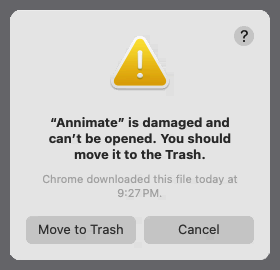 ?
“Annimate” is damaged and
can’t be opened. You should
move it to the Trash.
Chrome downloaded this file today at
9:27 PM.
Move to Trash Cancel